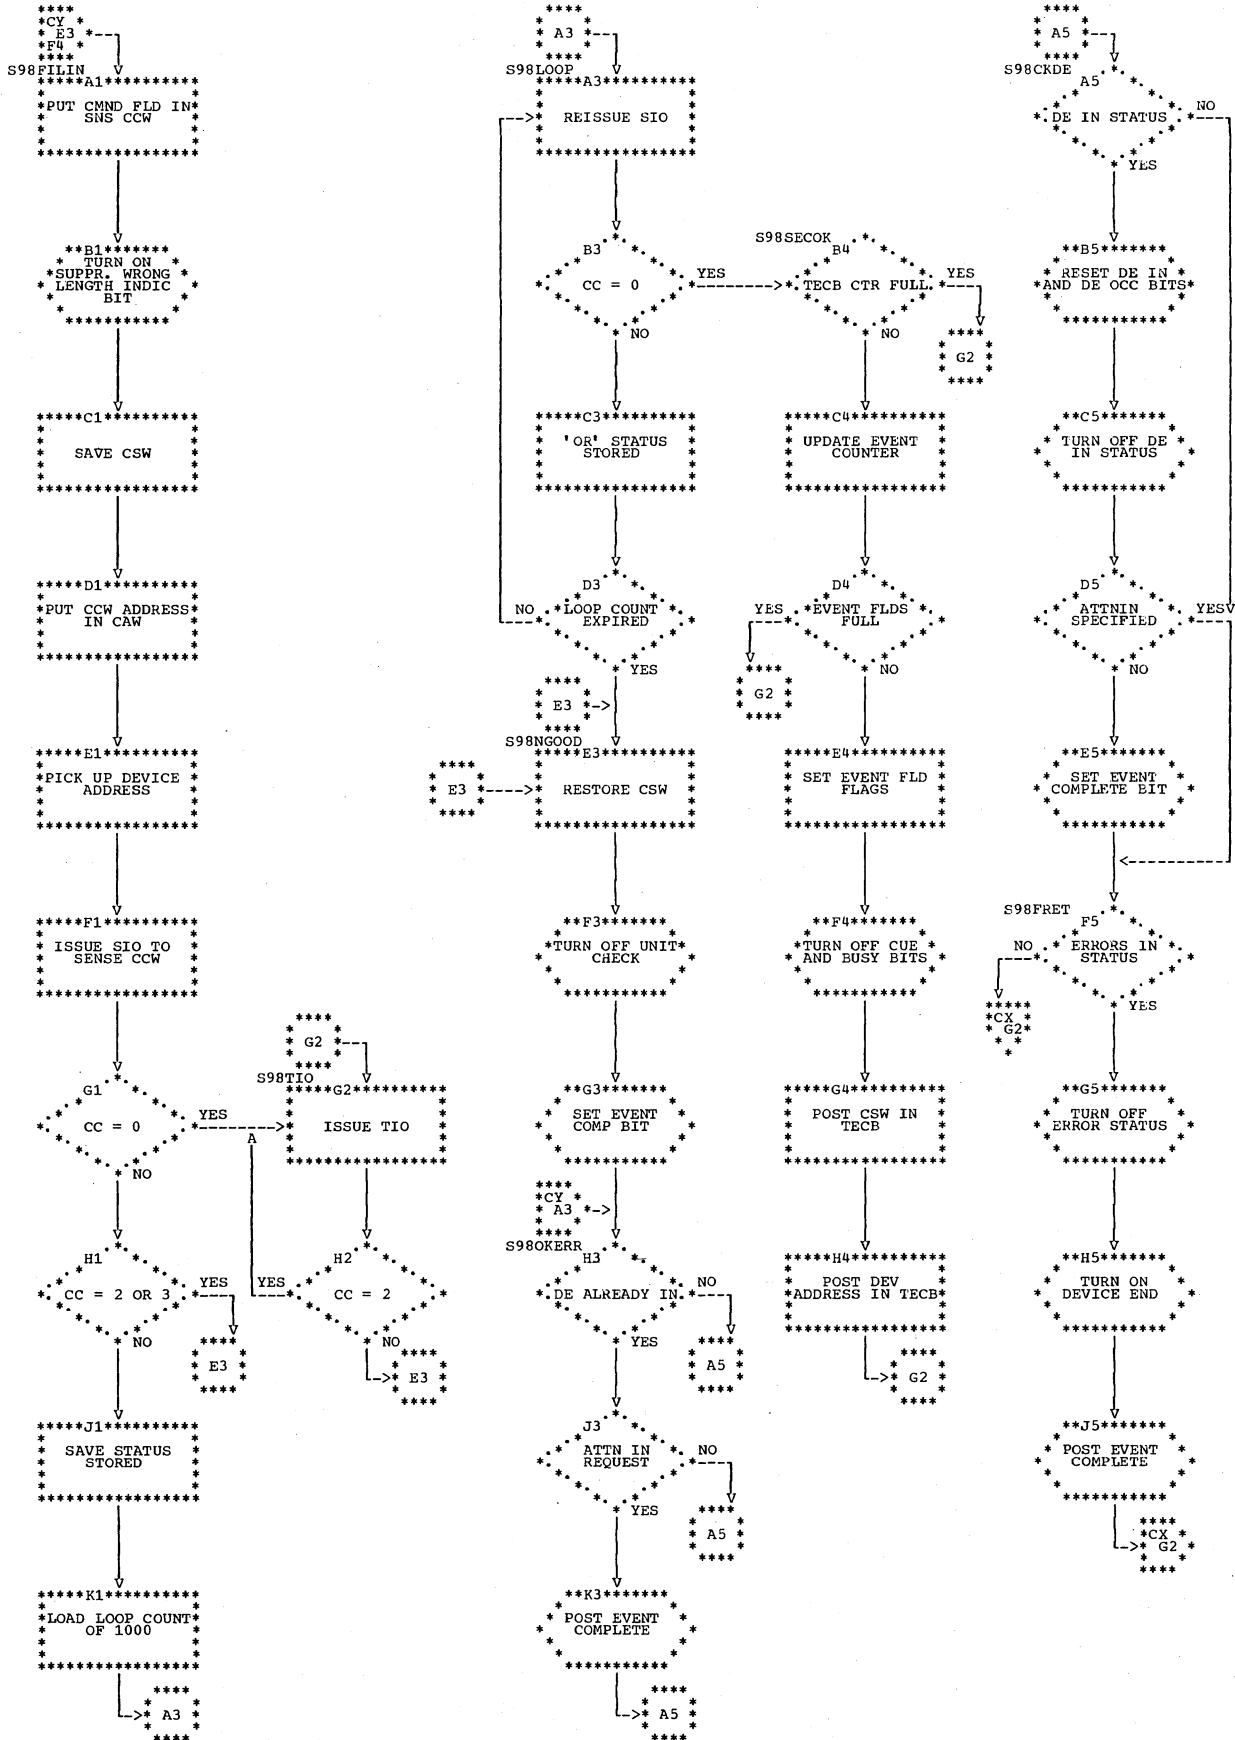 CY
E3
F4
S98FILIN
A1
PUT CMND FLD IN
SNS CCW
B1
TURN ON
SUPPR. WRONG
LENGTH INDIC
BIT
C1
SAVE CSW
D1
PUT CCW ADDRESS
IN CAW
E1
PICK UP DEVICE
ADDRESS
F1
ISSUE SIO TO
SENSE CCW
G1
CC = 0
YES
A
NO
H1
CC = 2 OR 3
YES
E3
NO
J1
SAVE STATUS
STORED
K1
LOAD LOOP COUNT
OF 1000
A3
G2
S98TIO
G2
ISSUE TIO
H2
CC = 2
YES
NO
E3
A3
S98LOOP
A3
REISSUE SIO
B3
CC = 0
YES
NO
C3
'OR' STATUS
STORED
D3
LOOP COUNT
EXPIRED
NO
YES
E3
S98NGOOD
E3
E3
RESTORE CSW
F3
TURN OFF UNIT
CHECK
G3
SET EVENT
COMP BIT
CY
A3
S98OKERR
H3
DE ALREADY IN
NO
A5
YES
J3
ATTN IN
REQUEST
NO
A5
YES
K3
POST EVENT
COMPLETE
A5
S98SECOK
B4
TECB CTR FULL
YES
G2
NO
C4
UPDATE EVENT
COUNTER
D4
EVENT FLDS
FULL
YES
G2
NO
E4
SET EVENT FLD
FLAGS
F4
TURN OFF CUE
AND BUSY BITS
G4
POST CSW IN
TECB
H4
POST DEV
ADDRESS IN TECB
G2
A5
S98CKDE
A5
DE IN STATUS
NO
YES
B5
RESET DE IN
AND DE OCC BITS
C5
TURN OFF DE
IN STATUS
D5
ATTNIN
SPECIFIED
YES
NO
E5
SET EVENT
COMPLETE BIT
S98FRET
F5
ERRORS IN
STATUS
NO
CX
G2
YES
G5
TURN OFF
ERROR STATUS
H5
TURN ON
DEVICE END
J5
POST EVENT
COMPLETE
CX
G2